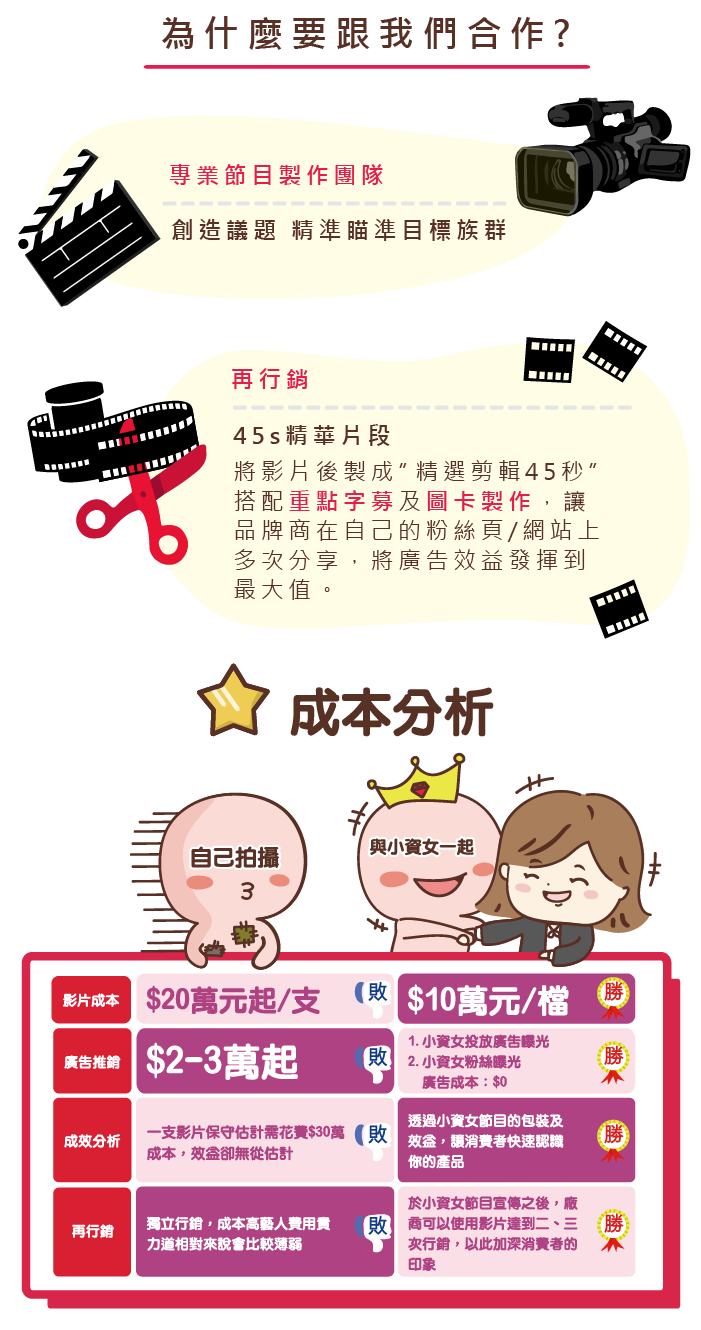 為什麼要跟我們合作?
專業節目製作團隊
創造議題 精準瞄準目標族群
再行銷
45s精華片段
將影片後製成”精選剪輯45秒”
搭配重點字募及圖卡製作，讓
品牌商在自己的粉絲頁/網站上
多次分享，將廣告效益發揮到
最大值。
成本分析
自己拍攝
與小資女一起
影片成本
$20萬元起/支
敗
$10萬元/檔
勝
廣告推銷
$2-3萬起
敗
1. 小資女投放廣告曝光
2. 小資女粉絲曝光
廣告成本：$0
勝
成效分析
一支影片保守估計需花費$30萬
成本，效益卻無從估計
敗
透過小資女節目的包裝及
效益，讓消費者快速認識
你的產品
勝
再行銷
獨立行銷，成本高藝人費用貴
力道相對來說會比較薄弱
敗
於小資女節目宣傳之後，廠
商可以使用影片達到二、三
次行銷，以此加深消費者的
印象
勝